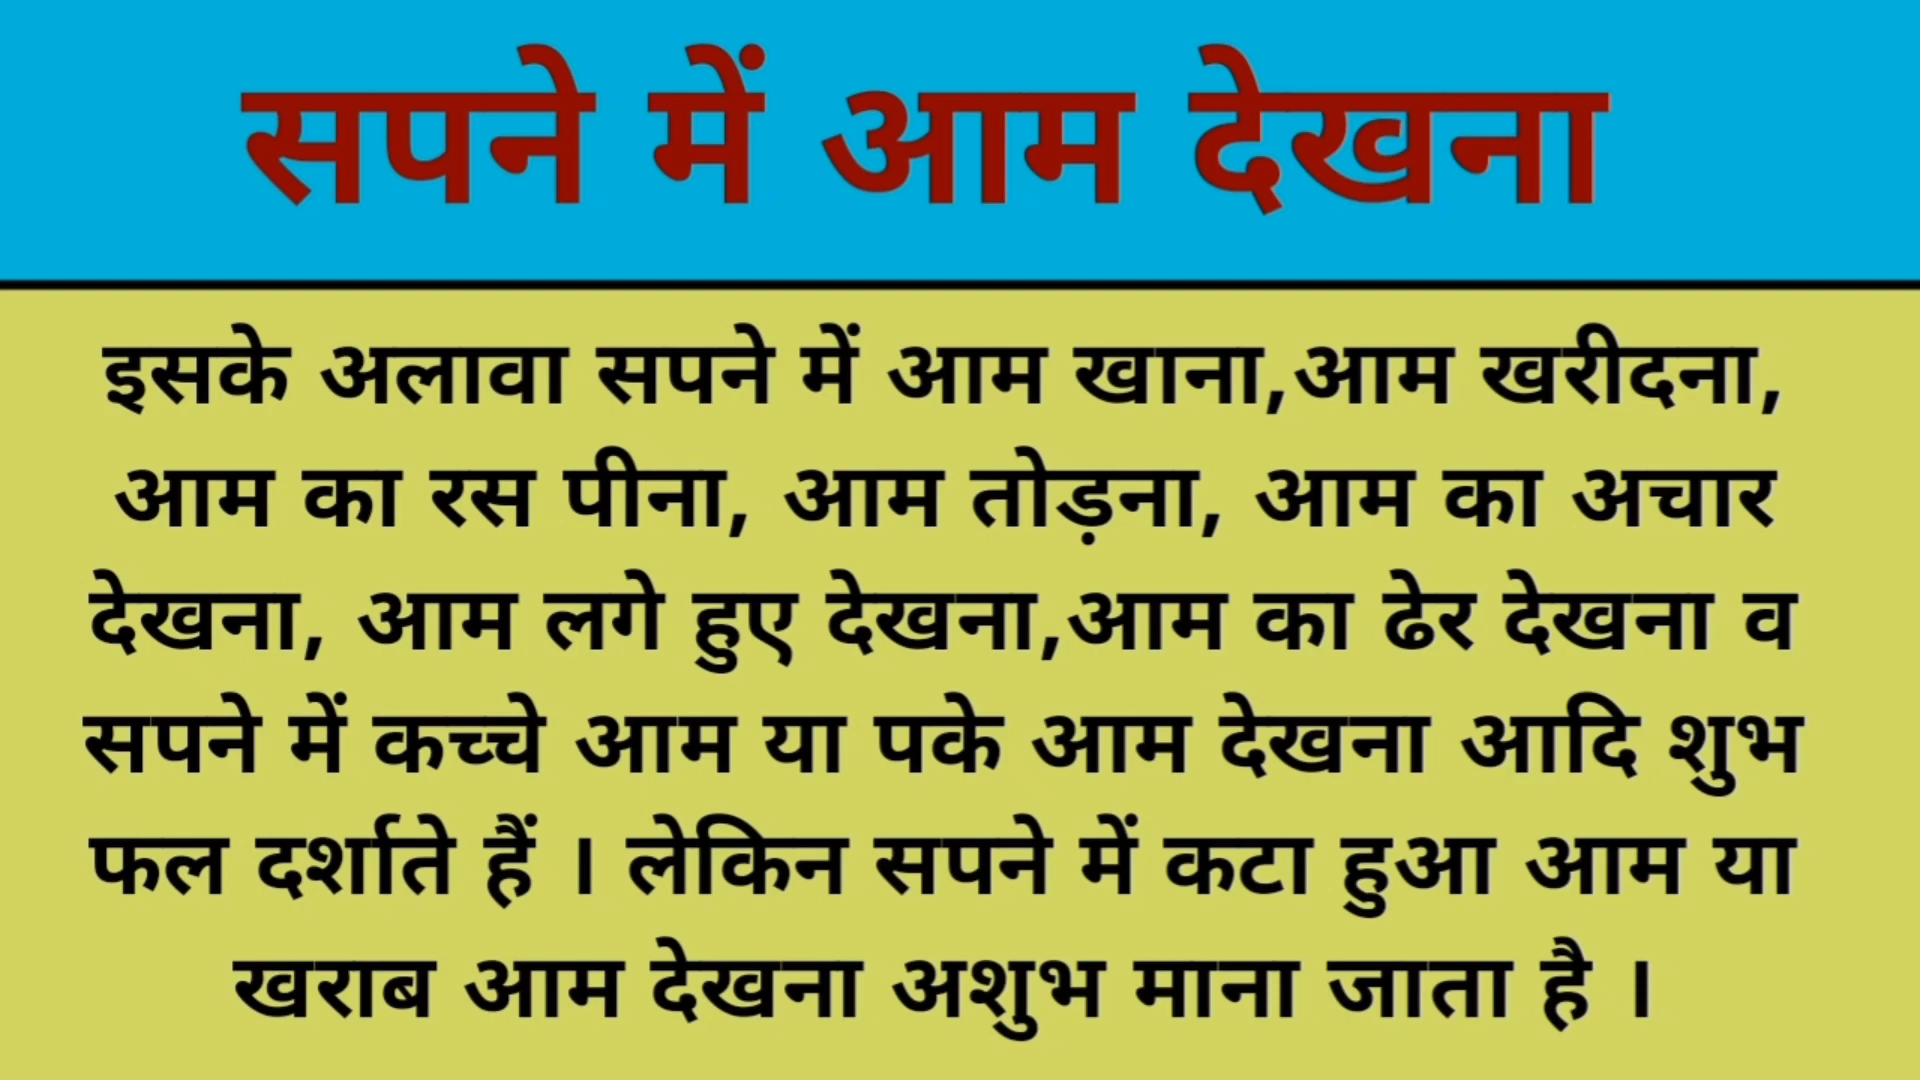 सपने में आम देखना
इसके अलावा सपने में आम खाना,आम खरीदना,
आम का रस पीना, आम तोड़ना, आम का अचार
देखना, आम लगे हुए देखना,आम का ढेर देखना व
सपने में कच्चे आम या पके आम देखना आदि शुभ
फल दर्शाते हैं । लेकिन सपने में कटा हुआ आम या
खराब आम देखना अशुभ माना जाता है ।